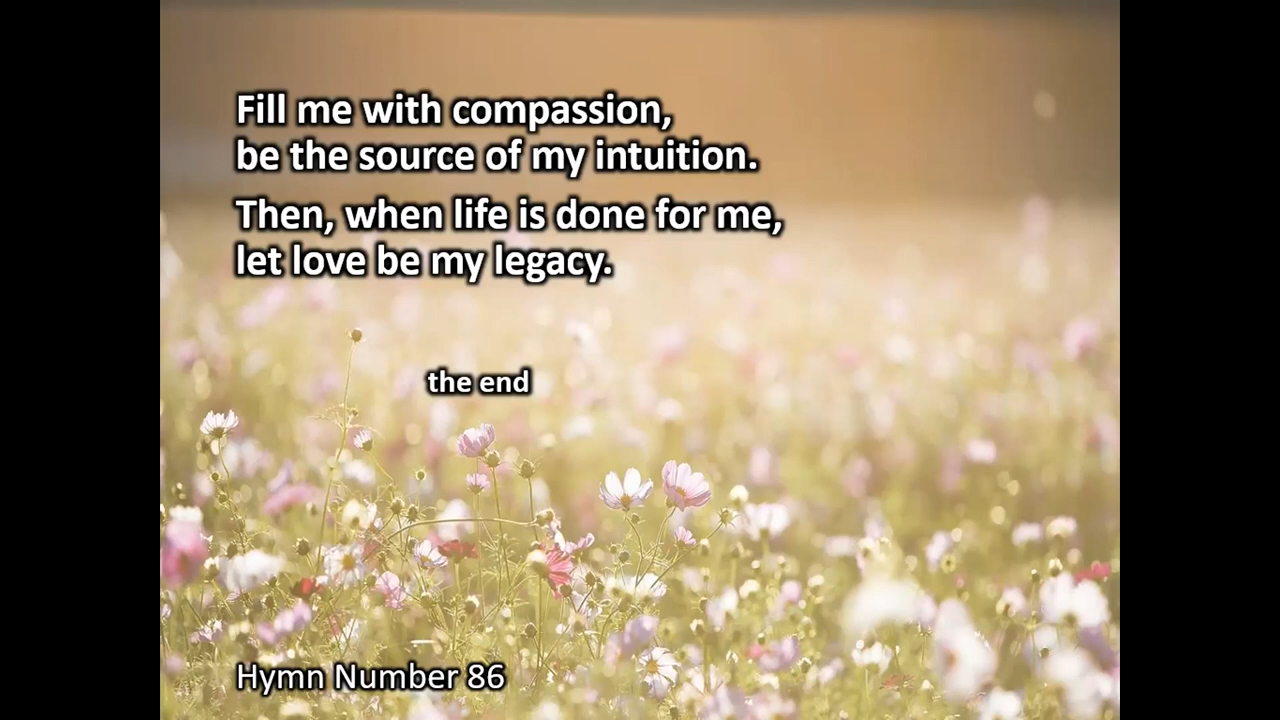 Fill me with compassion,
be the source of my intuition.
Then, when life is done for me,
let love be my legacy.
the end
Hymn Number 86